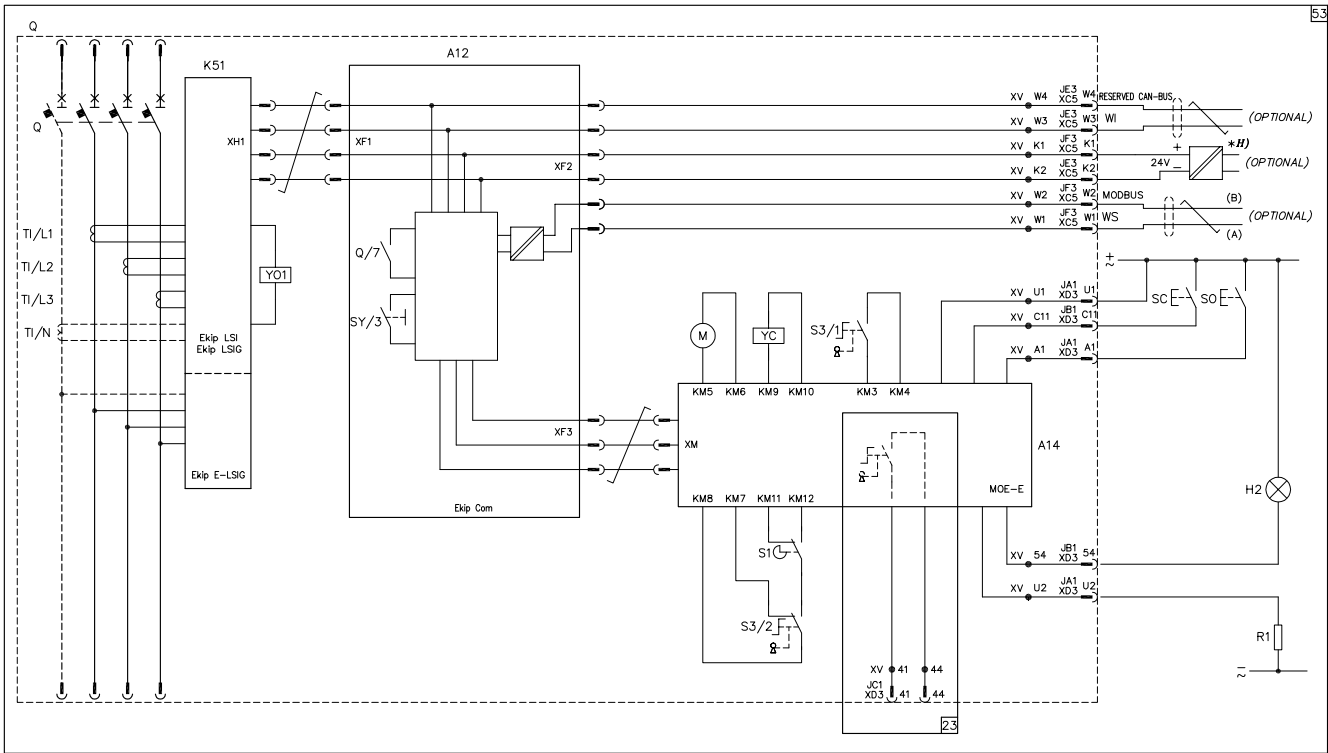 53
Q
K51
A12
Q
XH1
XF1
XF2
XV W4 JE3 XC5 W4 RESERVED CAN-BUS
XV W3 JE3 XC5 W3 WI
(OPTIONAL)
XV K1 JF3 XC5 K1 +
*H)
XV K2 JE3 XC5 K2 24V −
(OPTIONAL)
XV W2 JF3 XC5 W2 MODBUS
(B)
XV W1 JF3 XC5 W1 WS
(A)
(OPTIONAL)
TI/L1
TI/L2
TI/L3
TI/N
YO1
Q/7
SY/3
Ekip LSI
Ekip LSIG
Ekip E-LSIG
+
~
XV U1 JA1 XD3 U1
SC
SO
XV C11 JB1 XD3 C11
XV A1 JA1 XD3 A1
M
YC
S3/1
KM5 KM6 KM9 KM10 KM3 KM4
XF3
XM
A14
MOE-E
KM8 KM7 KM11 KM12
Ekip Com
H2
S1
XV 54 JB1 XD3 54
XV U2 JA1 XD3 U2
S3/2
R1
XV 41 44
JC1
XD3 41 44
−
~
23